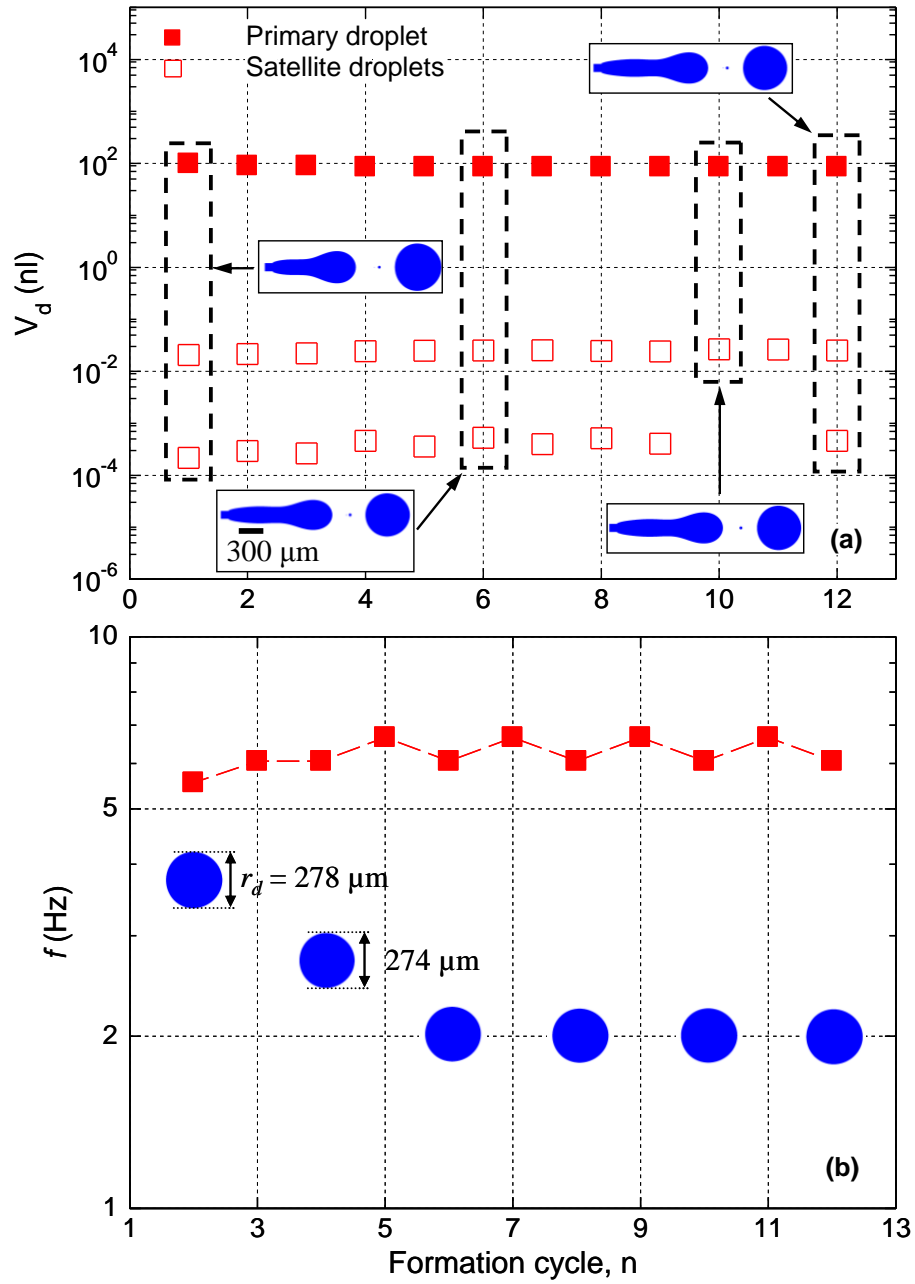 Primary droplet
Satellite droplets
10^4
10^2
10^0
10^-2
10^-4
10^-6
V_d (nl)
300 µm
(a)
0 2 4 6 8 10 12
10
5
2
1
f (Hz)
r_d = 278 µm
274 µm
(b)
1 3 5 7 9 11 13
Formation cycle, n